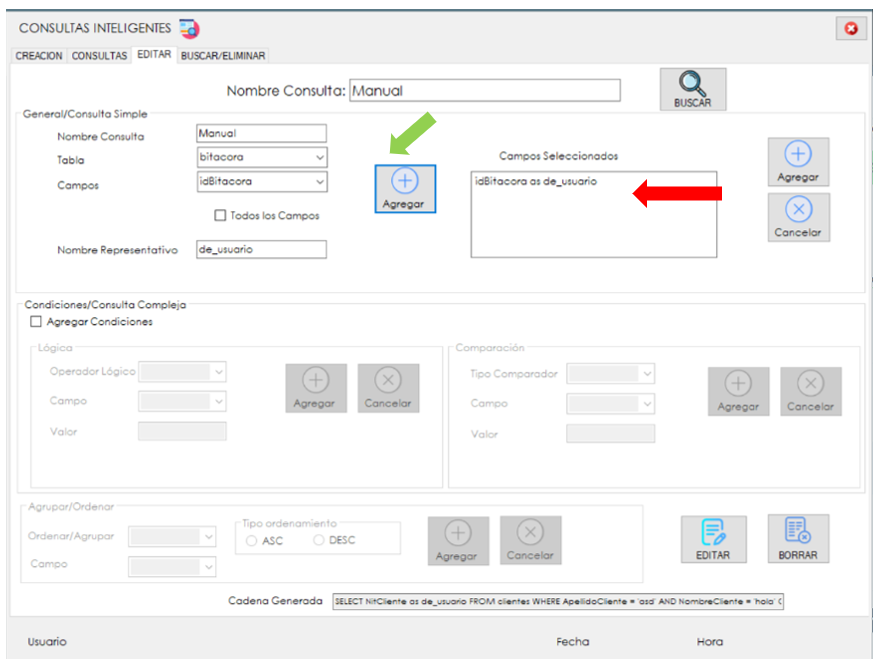 CONSULTAS INTELIGENTES
CREACION CONSULTAS EDITAR BUSCAR/ELIMINAR
Nombre Consulta: Manual
BUSCAR
General/Consulta Simple
Nombre Consulta Manual
Tabla bitacora
Campos idBitacora
Todos los Campos
Nombre Representativo de_usuario
Agregar
Campos Seleccionados
idBitacora as de_usuario
Agregar
Cancelar
Condiciones/Consulta Compleja
Agregar Condiciones
Lógica
Operador Lógico
Campo
Valor
Agregar Cancelar
Comparación
Tipo Comparador
Campo
Valor
Agregar Cancelar
Agrupar/Ordenar
Ordenar/Agrupar
Campo
Tipo ordenamiento
ASC DESC
Agregar Cancelar
EDITAR BORRAR
Cadena Generada SELECT NitCliente as de_usuario FROM clientes WHERE ApellidoCliente = 'asd' AND NombreCliente = 'hola'
Usuario Fecha Hora